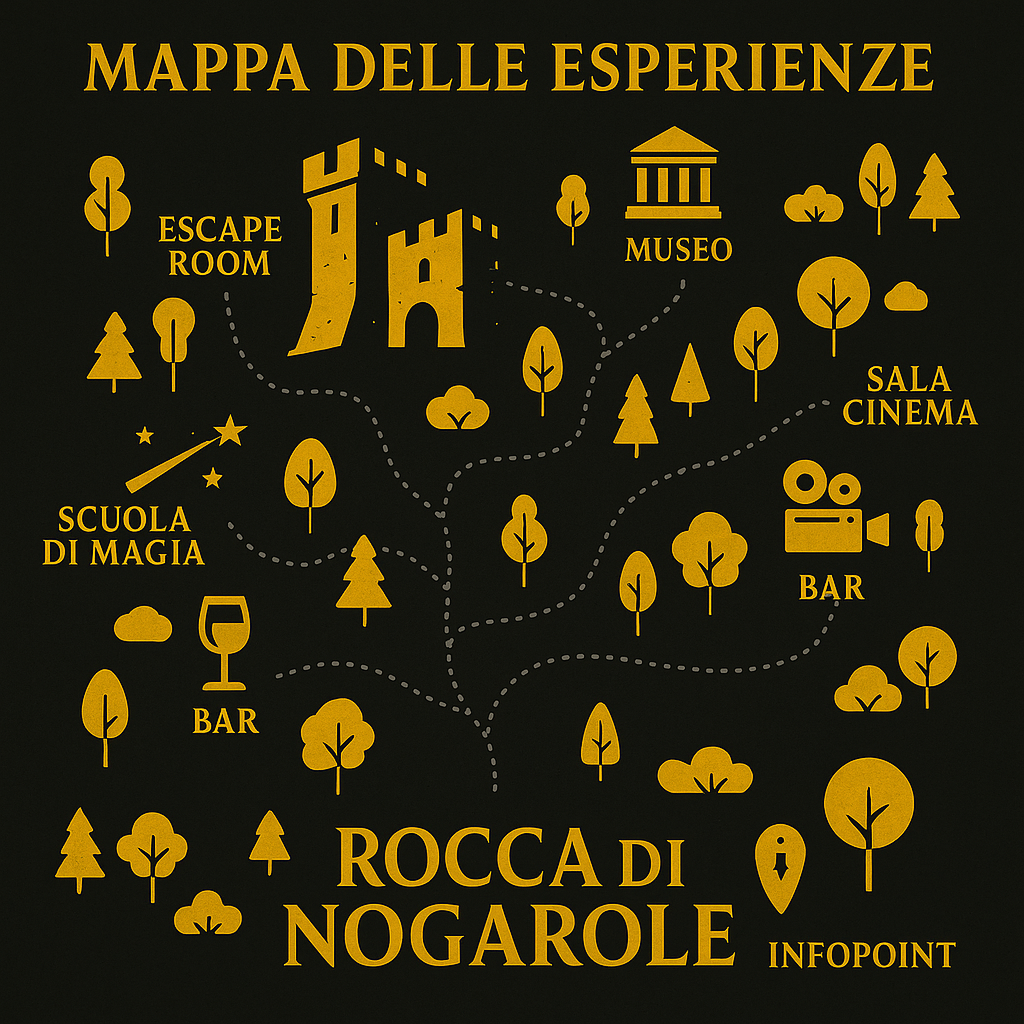 MAPPA DELLE ESPERIENZE
ESCAPE
ROOM
MUSEO
SALA
CINEMA
SCUOLA
DI MAGIA
BAR
BAR
ROCCA DI
NOGAROLE
INFOPOINT